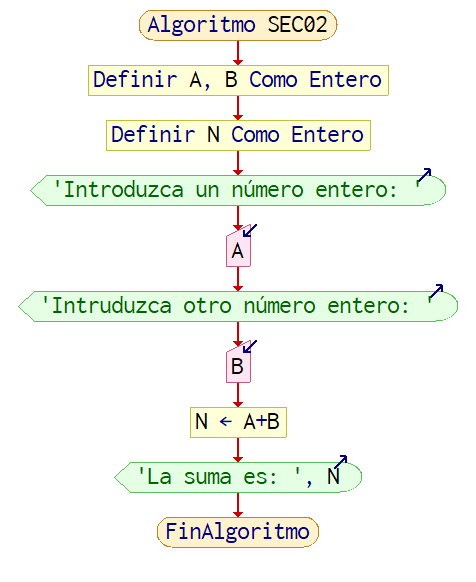 Algoritmo SEC02
Definir A, B Como Entero
Definir N Como Entero
'Introduzca un número entero: '
A
'Intruduzca otro número entero: '
B
N ← A+B
'La suma es: ', N
FinAlgoritmo